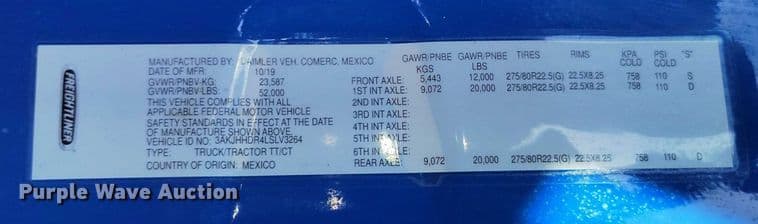 FREIGHTLINER
MANUFACTURED BY: DAIMLER VEH. COMERC, MEXICO
DATE OF MFR: 10/19
GVWR/PNBV-KG: 23,587
GVWR/PNBV-LBS: 52,000
THIS VEHICLE COMPLIES WITH ALL
APPLICABLE FEDERAL MOTOR VEHICLE
SAFETY STANDARDS IN EFFECT AT THE DATE
OF MANUFACTURE SHOWN ABOVE.
VEHICLE ID NO: 3AKJHHDR4LSLV3264
TYPE: TRUCK/TRACTOR TT/CT
COUNTRY OF ORIGIN: MEXICO
GAWR/PNBE KGS GAWR/PNBE LBS TIRES RIMS KPA COLD PSI COLD "S"
FRONT AXLE: 5,443 12,000 275/80R22.5(G) 22.5X8.25 758 110 S
1ST INT AXLE: 9,072 20,000 275/80R22.5(G) 22.5X8.25 758 110 D
2ND INT AXLE:
3RD INT AXLE:
4TH INT AXLE:
5TH INT AXLE:
6TH INT AXLE:
REAR AXLE: 9,072 20,000 275/80R22.5(G) 22.5X8.25 758 110 D
Purple Wave Auction